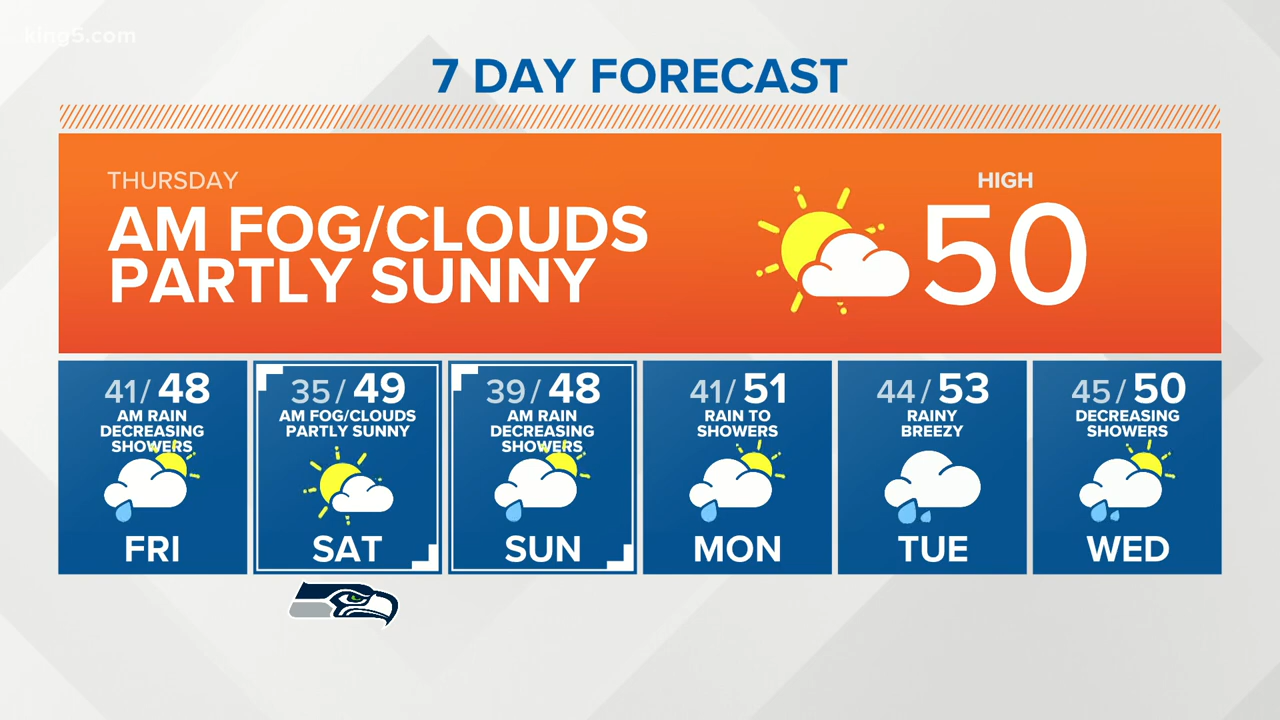 king5.com
7 DAY FORECAST
THURSDAY
AM FOG/CLOUDS
PARTLY SUNNY
HIGH
50
41/ 48
AM RAIN
DECREASING
SHOWERS
FRI
35 / 49
AM FOG/CLOUDS
PARTLY SUNNY
SAT
39 / 48
AM RAIN
DECREASING
SHOWERS
SUN
41/ 51
RAIN TO
SHOWERS
MON
44 / 53
RAINY
BREEZY
TUE
45 / 50
DECREASING
SHOWERS
WED